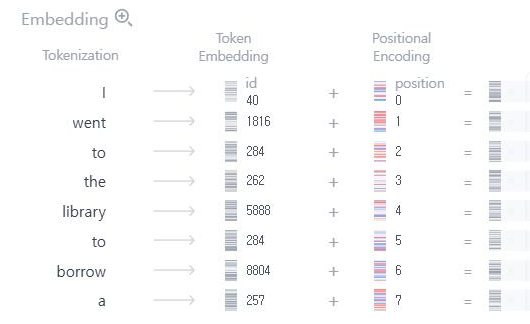 Embedding
Token Positional
Tokenization Embedding Encoding
id position
I + = 40 0
went 1816 + 1 =
to 284 + 2 =
the 262 + 3 =
library 5888 + 4 =
to 284 + 5 =
borrow 8804 + 6 =
a 257 + 7 =